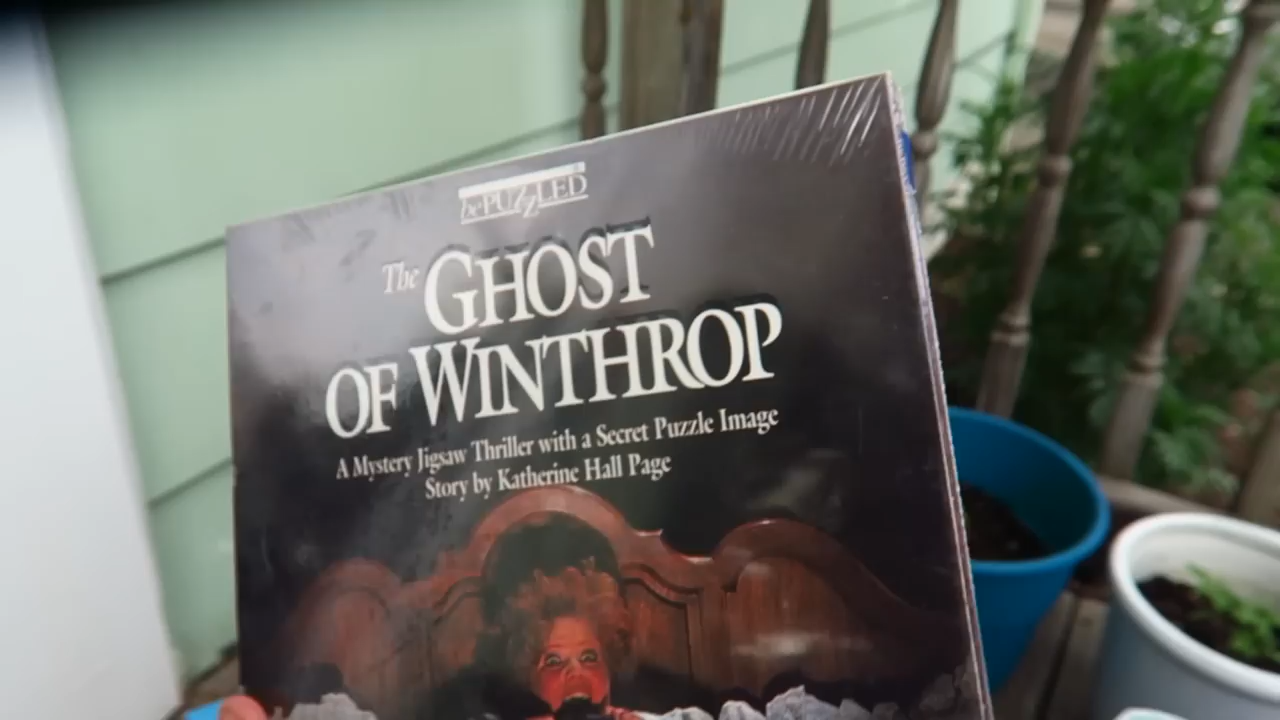 bePUZZLED
The GHOST
OF WINTHROP
A Mystery Jigsaw Thriller with a Secret Puzzle Image
Story by Katherine Hall Page